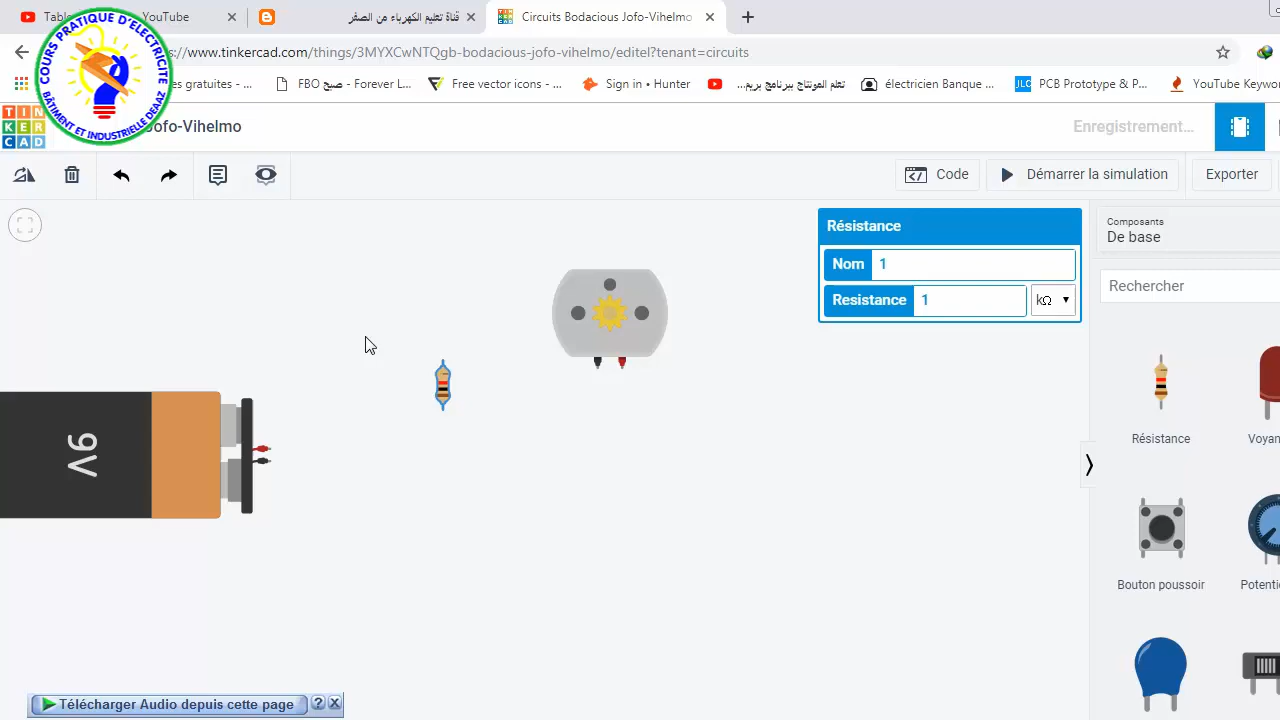 Table
YouTube
قناة تعليم الكهرباء من الصفر
Circuits Bodacious Jofo-Vihelmo
://www.tinkercad.com/things/3MYXCwNTQgb-bodacious-jofo-vihelmo/editel?tenant=circuits
es gratuites - ...
FBO صبح - Forever L...
Free vector icons - ...
Sign in • Hunter
تعلم المونتاج ببرنامج بريم...
électricien Banque ...
JLC
PCB Prototype & P...
YouTube Keywo
COURS PRATIQUE D'ELECTRICITE
BÂTIMENT ET INDUSTRIELLE DEAAZ
TIN
KER
CAD
Jofo-Vihelmo
Enregistrement...
Code
Démarrer la simulation
Exporter
Résistance
Nom 1
Resistance 1 kΩ
Composants
De base
Rechercher
9V
Résistance
Voyan
Bouton poussoir
Potenti
Télécharger Audio depuis cette page
?
X